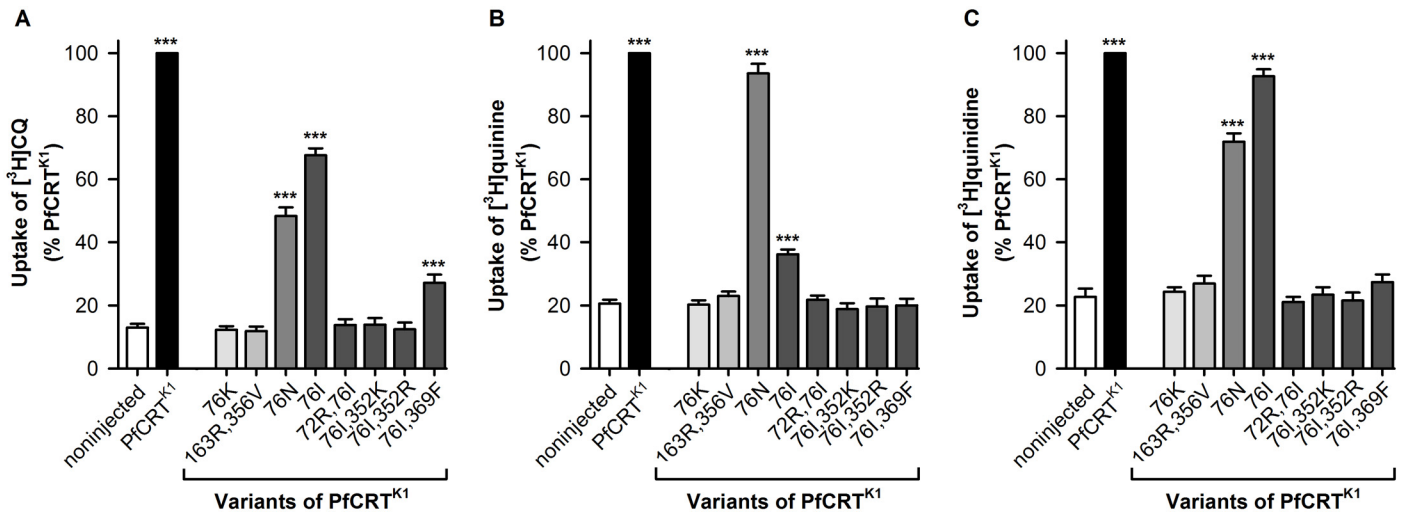 A
Uptake of [³H]CQ
(% PfCRTᴷ¹)
100
80
60
40
20
0
***
***
***
***
noninjected
PfCRTᴷ¹
76K
163R,356V
76N
76I
72R,76I
76I,352K
76I,352R
76I,369F
Variants of PfCRTᴷ¹
B
Uptake of [³H]quinine
(% PfCRTᴷ¹)
100
80
60
40
20
0
***
***
***
noninjected
PfCRTᴷ¹
76K
163R,356V
76N
76I
72R,76I
76I,352K
76I,352R
76I,369F
Variants of PfCRTᴷ¹
C
Uptake of [³H]quinidine
(% PfCRTᴷ¹)
100
80
60
40
20
0
***
***
***
noninjected
PfCRTᴷ¹
76K
163R,356V
76N
76I
72R,76I
76I,352K
76I,352R
76I,369F
Variants of PfCRTᴷ¹